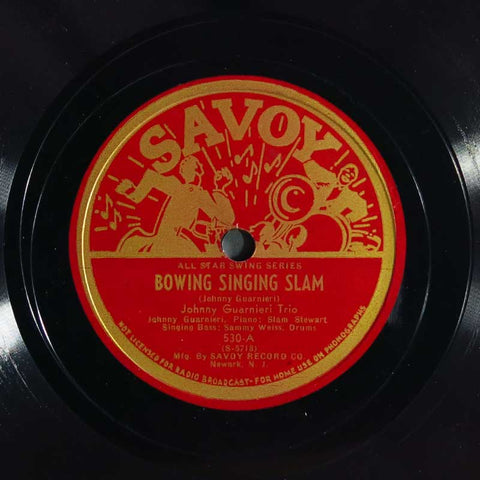 SAVOY
C
ALL STAR SWING SERIES
BOWING SINGING SLAM
(Johnny Guarnieri)
Johnny Guarnieri Trio
Johnny Guarnieri, Piano; Slam Stewart
Singing Bass; Sammy Weiss, Drums
530-A
(S-5718)
Mfg. By SAVOY RECORD CO.
Newark, N. J.
NOT LICENSED FOR RADIO BROADCAST-FOR HOME USE ON PHONOGRAPHS